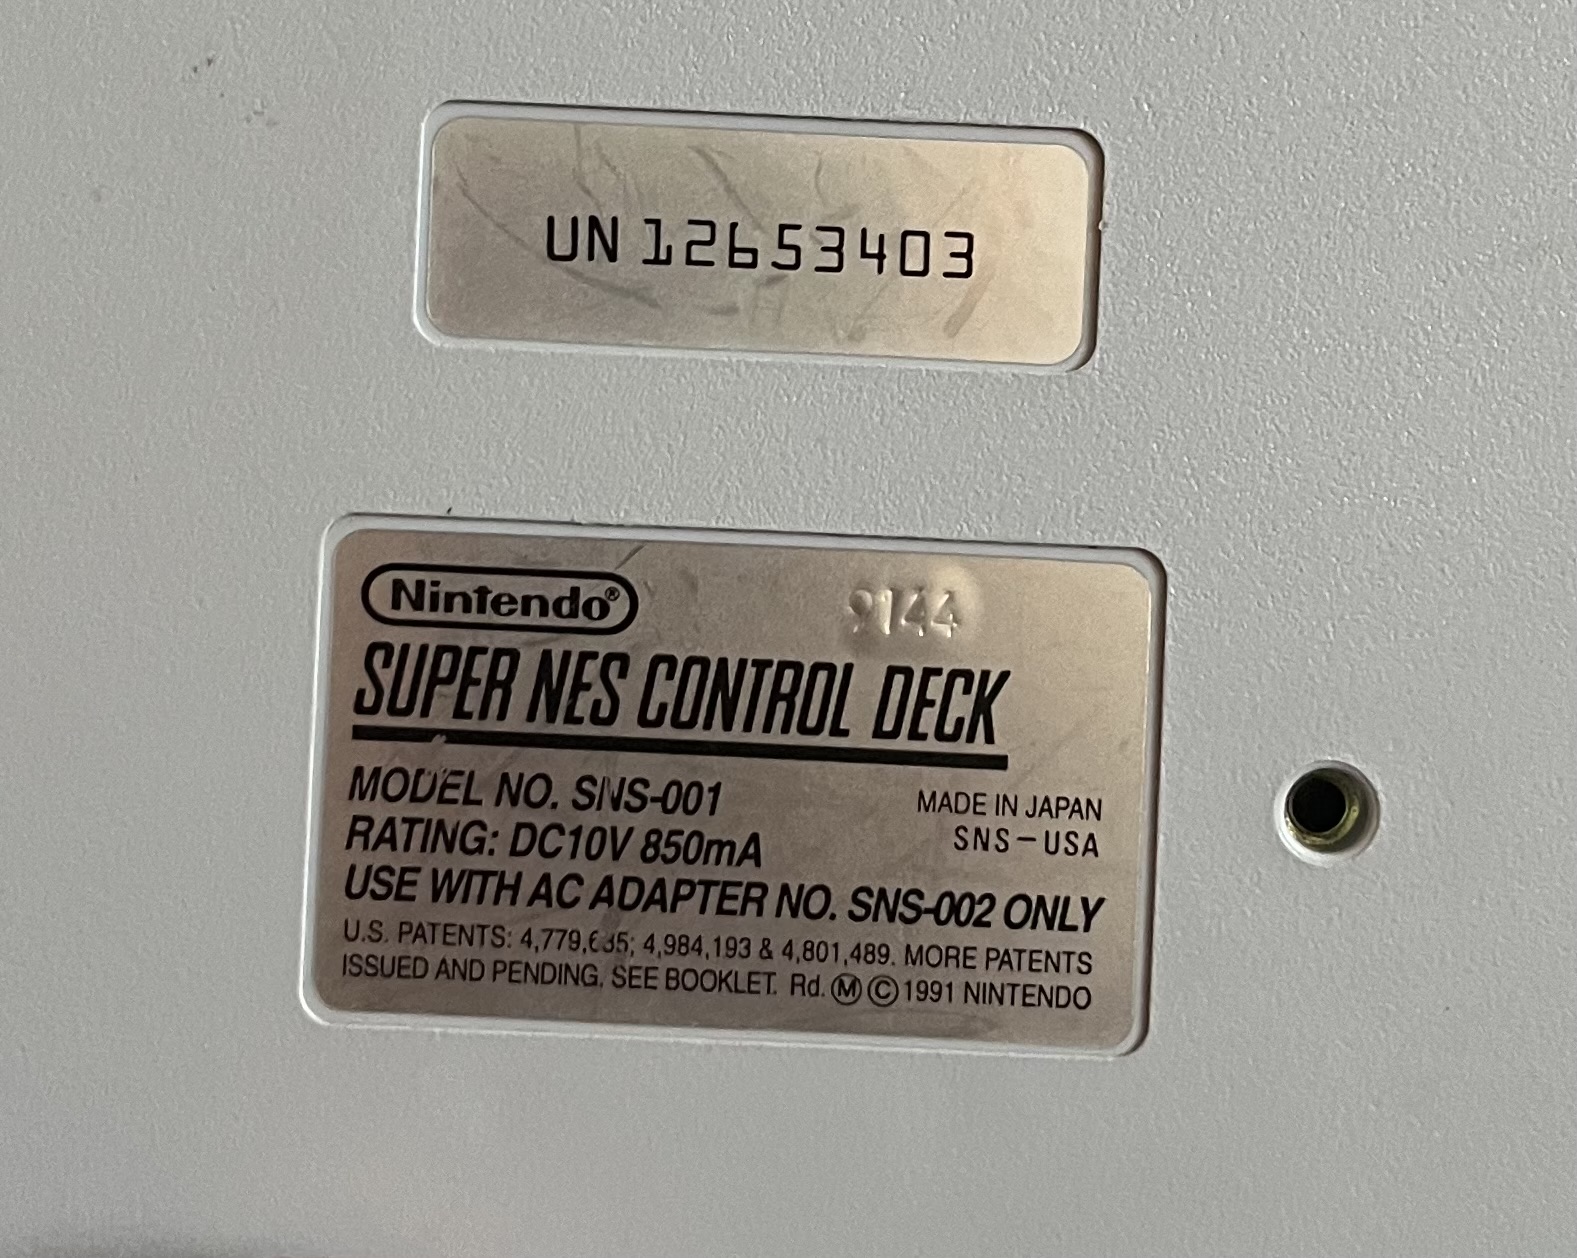 UN 12653403
Nintendo® 9144
SUPER NES CONTROL DECK
MODEL NO. SNS-001
MADE IN JAPAN
RATING: DC10V 850mA
SNS-USA
USE WITH AC ADAPTER NO. SNS-002 ONLY
U.S. PATENTS: 4,779,635; 4,984,193 & 4,801,489. MORE PATENTS
ISSUED AND PENDING. SEE BOOKLET. Rd. Ⓜ © 1991 NINTENDO